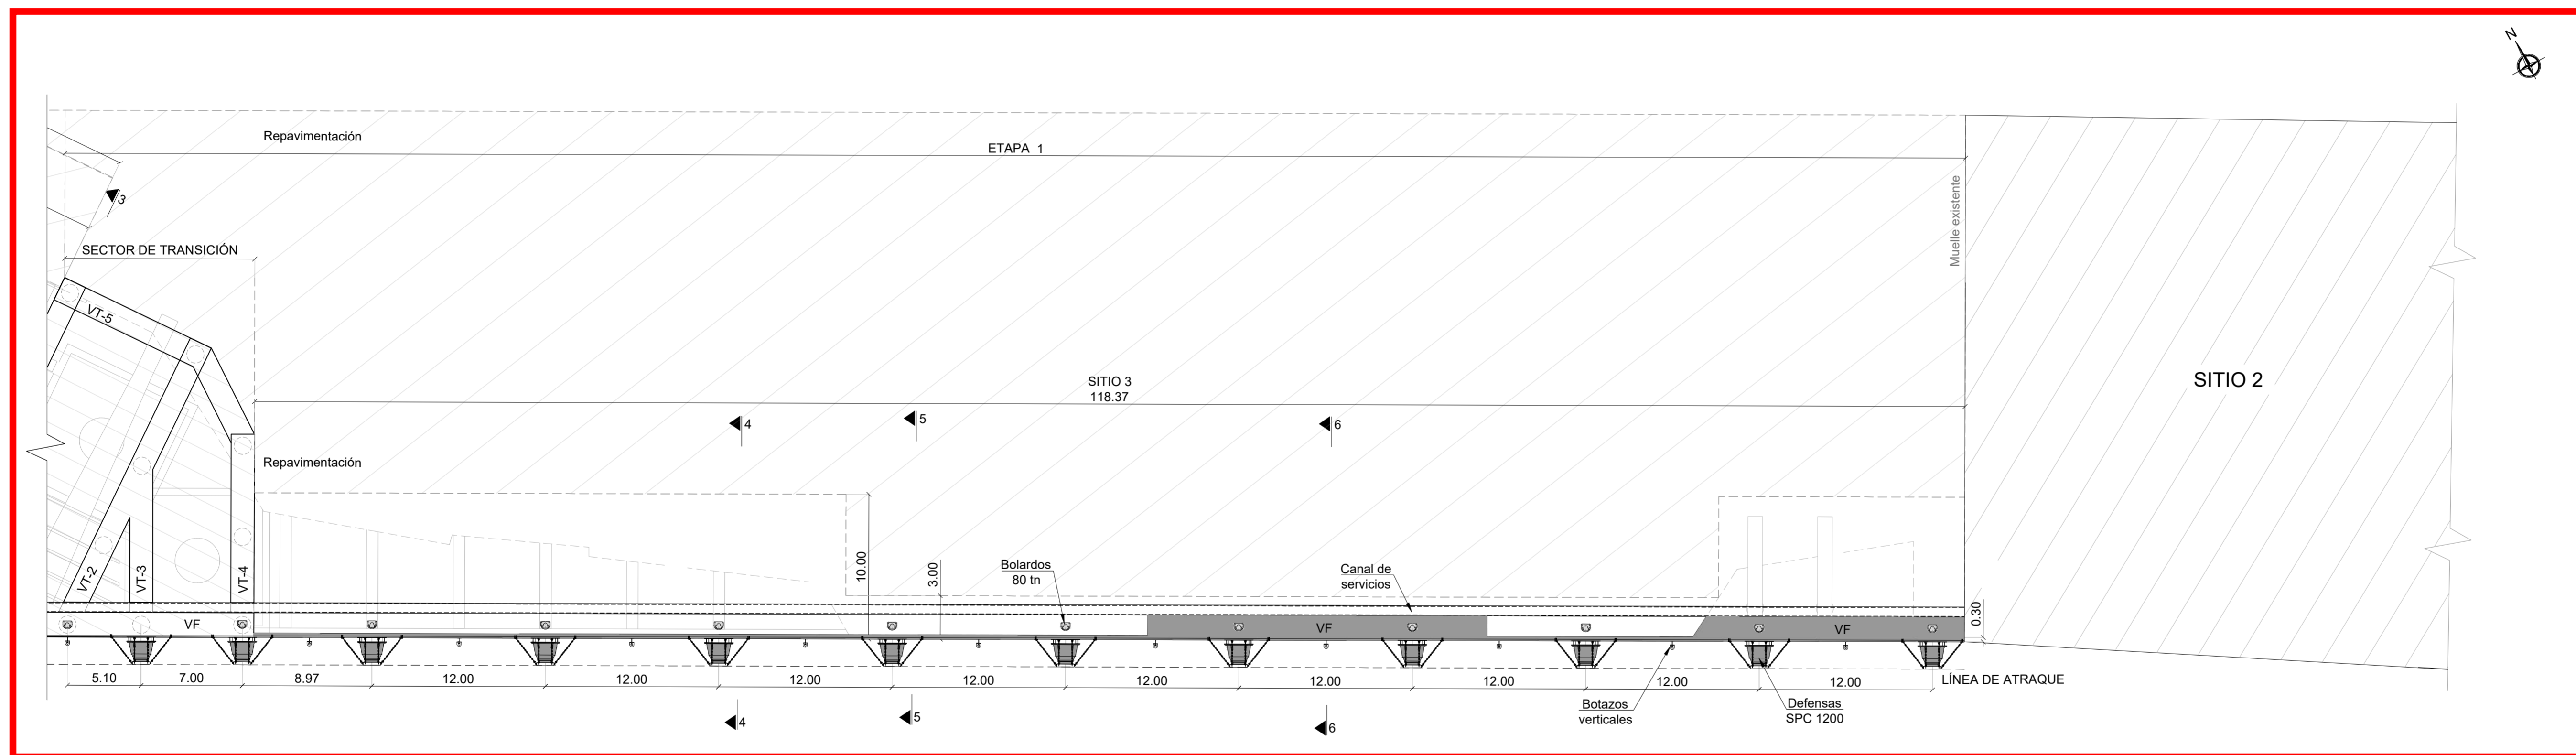 N
Repavimentación
ETAPA 1
3
Muelle existente
SECTOR DE TRANSICIÓN
SITIO 3
118.37
SITIO 2
4
5
6
VT-5
Repavimentación
10.00
3.00
Bolardos
80 tn
Canal de
servicios
VT-2
VT-3
VT-4
0.30
VF
VF
VF
5.10
7.00
8.97
12.00
12.00
12.00
12.00
12.00
12.00
12.00
12.00
12.00
LÍNEA DE ATRAQUE
Botazos
verticales
Defensas
SPC 1200
4
5
6